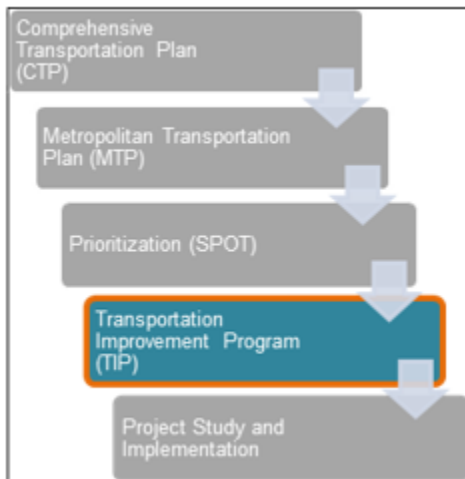 Comprehensive
Transportation Plan
(CTP)
Metropolitan Transportation
Plan (MTP)
Prioritization (SPOT)
Transportation
Improvement Program
(TIP)
Project Study and
Implementation